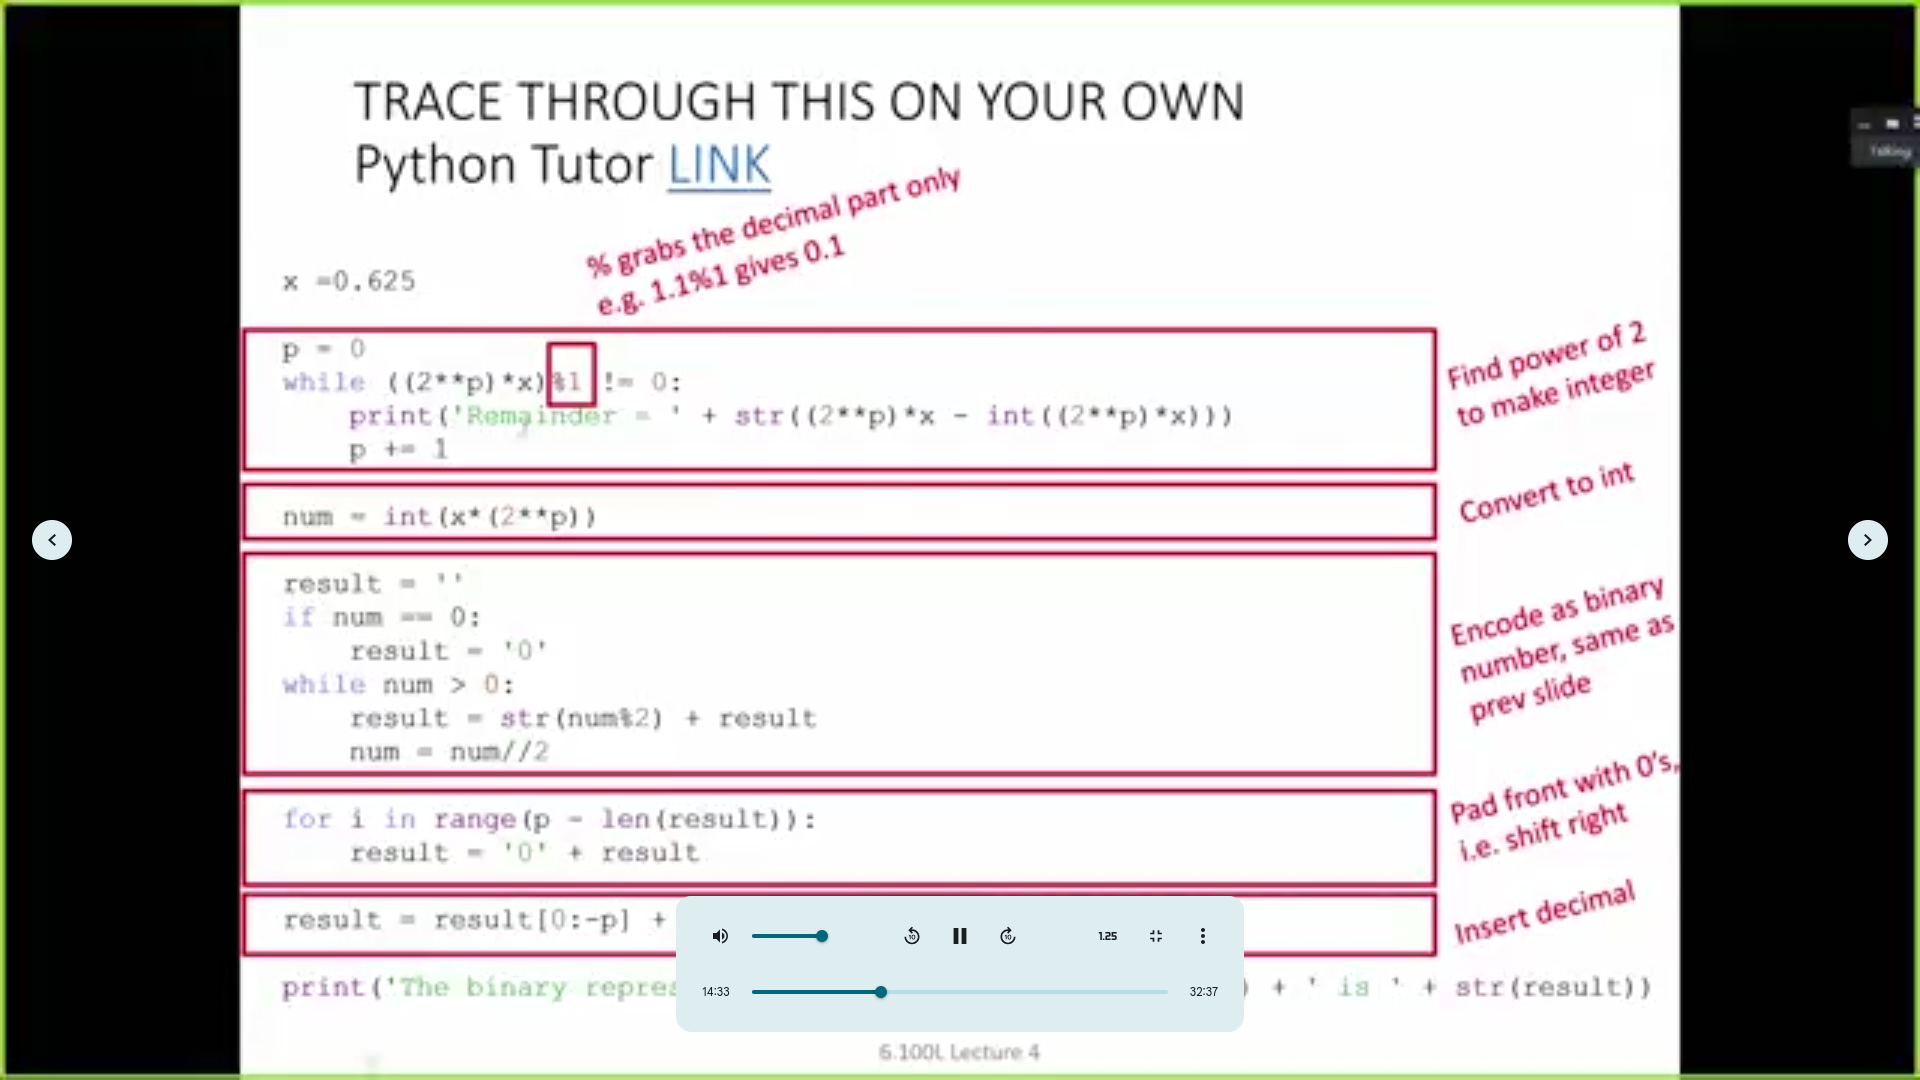 TRACE THROUGH THIS ON YOUR OWN
Python Tutor LINK
% grabs the decimal part only
e.g. 1.1%1 gives 0.1
x =0.625
p = 0
while ((2**p)*x)%1 != 0:
    print('Remainder = ' + str((2**p)*x - int((2**p)*x)))
    p += 1
Find power of 2
to make integer
num = int(x*(2**p))
Convert to int
result = ''
if num == 0:
    result = '0'
while num > 0:
    result = str(num%2) + result
    num = num//2
Encode as binary
number, same as
prev slide
for i in range(p - len(result)):
    result = '0' + result
Pad front with 0's,
i.e. shift right
result = result[0:-p] +
Insert decimal
print('The binary repres ) + ' is ' + str(result))
10 10 1.25
14:33 32:37
6.100L Lecture 4
Talking